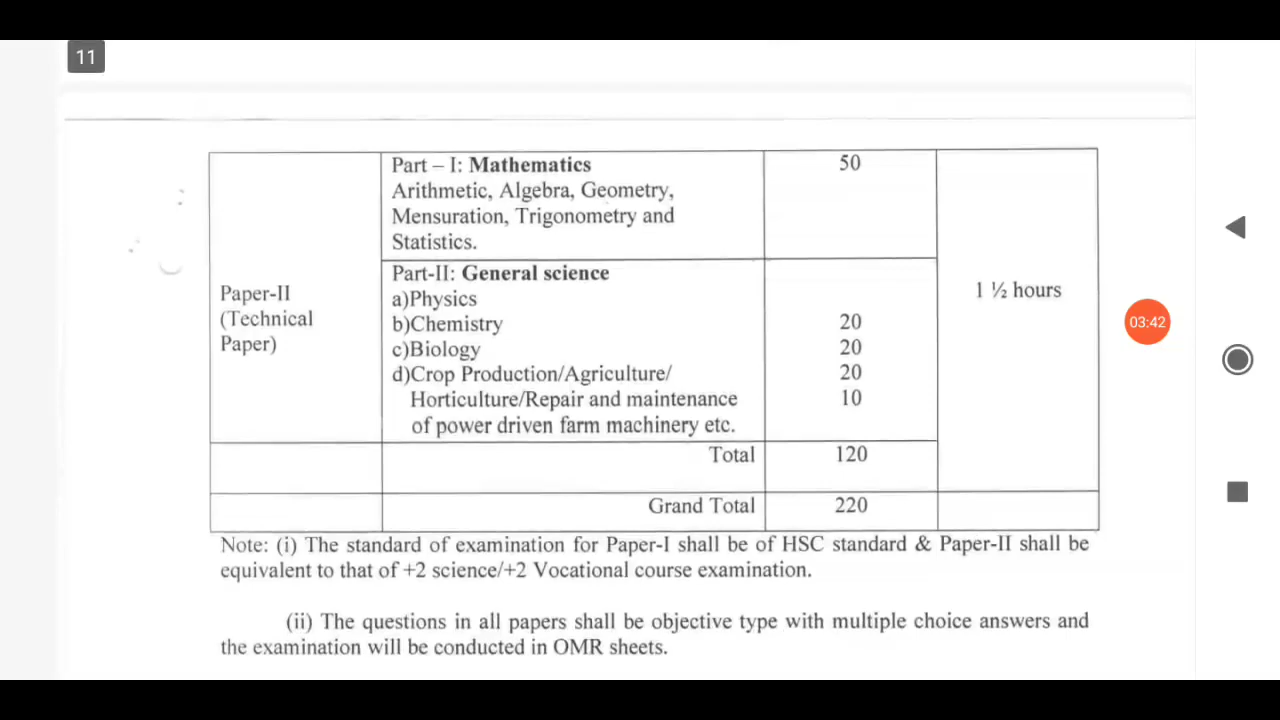 11
Part – I: Mathematics
50
Arithmetic, Algebra, Geometry,
Mensuration, Trigonometry and
Statistics.
Paper-II
(Technical
Paper)
Part-II: General science
a)Physics
b)Chemistry
20
c)Biology
20
d)Crop Production/Agriculture/
20
Horticulture/Repair and maintenance
10
of power driven farm machinery etc.
1 ½ hours
03:42
Total
120
Grand Total
220
Note: (i) The standard of examination for Paper-I shall be of HSC standard & Paper-II shall be
equivalent to that of +2 science/+2 Vocational course examination.
(ii) The questions in all papers shall be objective type with multiple choice answers and
the examination will be conducted in OMR sheets.